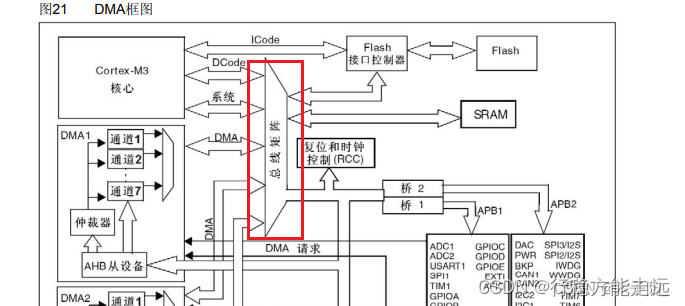 图21 DMA框图
ICode
Cortex-M3
核心
DCode
系统
DMA
总线矩阵
Flash
接口控制器
Flash
SRAM
复位和时钟
控制(RCC)
DMA1
通道1
通道2
通道7
仲裁器
AHB从设备
DMA
DMA 请求
桥 2
桥 1
APB1
APB2
ADC1 GPIOC
ADC2 GPIOD
USART1 GPIOE
SPI1 EXTI
TIM1
GPIOA
GPIOB
DAC SPI3/I2S
PWR SPI2/I2S
BKP IWDG
CAN1 WWDG
CAN2
I2C2
I2C1
DMA2
通道1